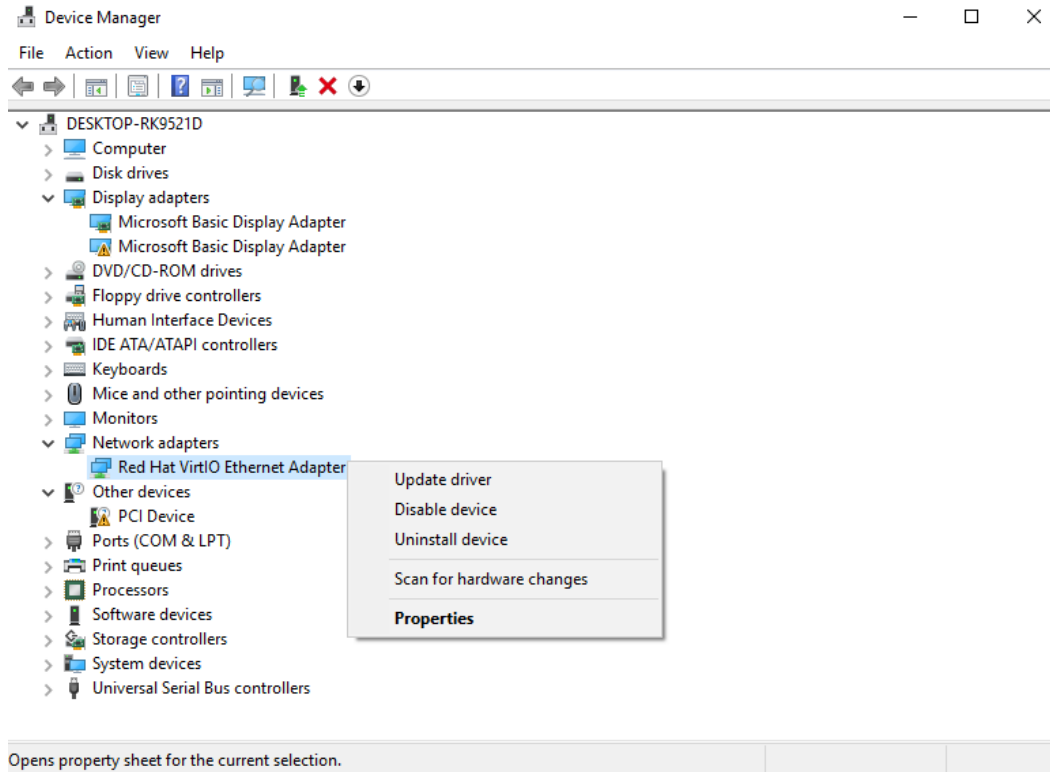 Device Manager
File Action View Help
DESKTOP-RK9521D
Computer
Disk drives
Display adapters
Microsoft Basic Display Adapter
Microsoft Basic Display Adapter
DVD/CD-ROM drives
Floppy drive controllers
Human Interface Devices
IDE ATA/ATAPI controllers
Keyboards
Mice and other pointing devices
Monitors
Network adapters
Red Hat VirtIO Ethernet Adapter
Other devices
PCI Device
Ports (COM & LPT)
Print queues
Processors
Software devices
Storage controllers
System devices
Universal Serial Bus controllers
Update driver
Disable device
Uninstall device
Scan for hardware changes
Properties
Opens property sheet for the current selection.